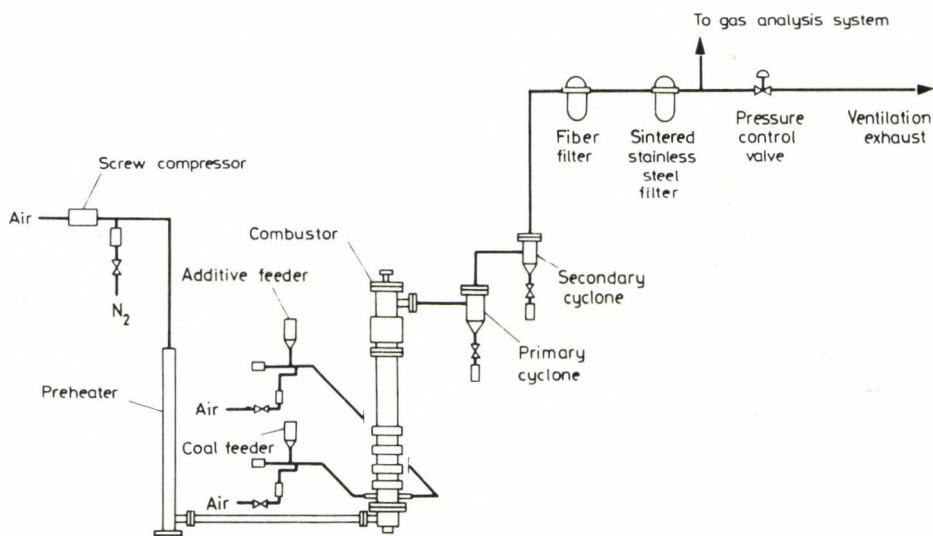 To gas analysis system
Fiber
filter
Sintered
stainless
steel
filter
Pressure
control
valve
Ventilation
exhaust
Screw compressor
Air
N2
Combustor
Additive feeder
Secondary
cyclone
Primary
cyclone
Preheater
Air
Coal feeder
Air